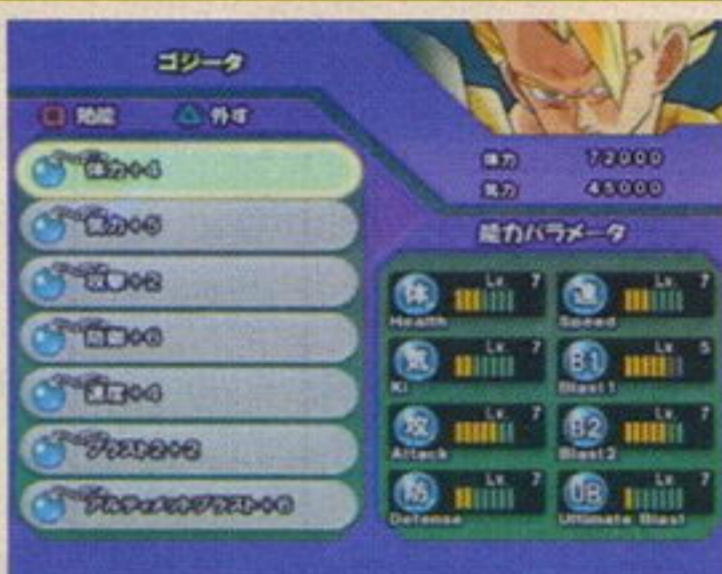 ゴジータ
効能 外す
体力+4
気力+5
攻撃+2
防御+6
速度+4
ブラスト2+2
アルティメットブラスト+6
体力 72000
気力 45000
能力パラメータ
体 Lv. 7
Health
速 Lv. 7
Speed
気 Lv. 7
Ki
B1 Lv. 5
Blast1
攻 Lv. 7
Attack
B2 Lv. 7
Blast2
防 Lv. 7
Defense
UB Lv. 7
Ultimate Blast